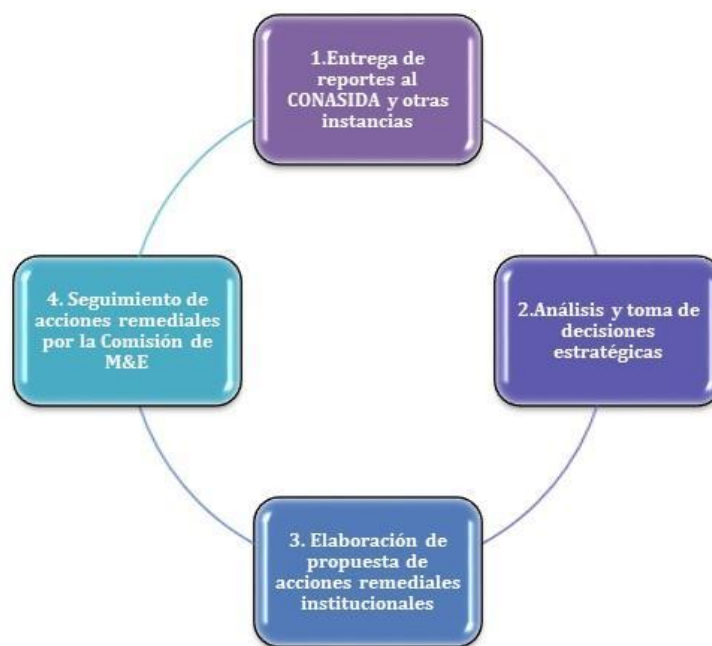 1.Entrega de
reportes al
CONASIDA y otras
instancias
2.Análisis y toma de
decisiones
estratégicas
3. Elaboración de
propuesta de
acciones remediales
institucionales
4. Seguimiento de
acciones remediales
por la Comisión de
M&E